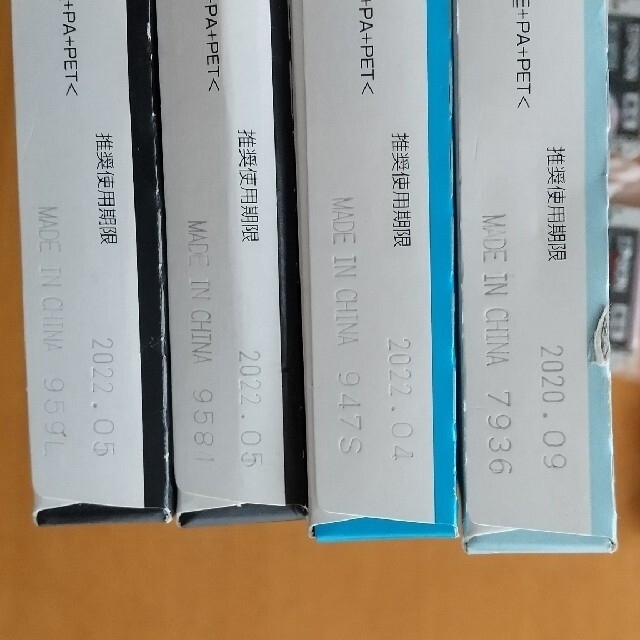 +PA+PET<
推奨使用期限
2022.05
MADE IN CHINA 959L
+PA+PET<
推奨使用期限
2022.05
MADE IN CHINA 9581
+PA+PET<
推奨使用期限
2022.04
MADE IN CHINA 947S
E+PA+PET<
推奨使用期限
2020.09
MADE IN CHINA 7936